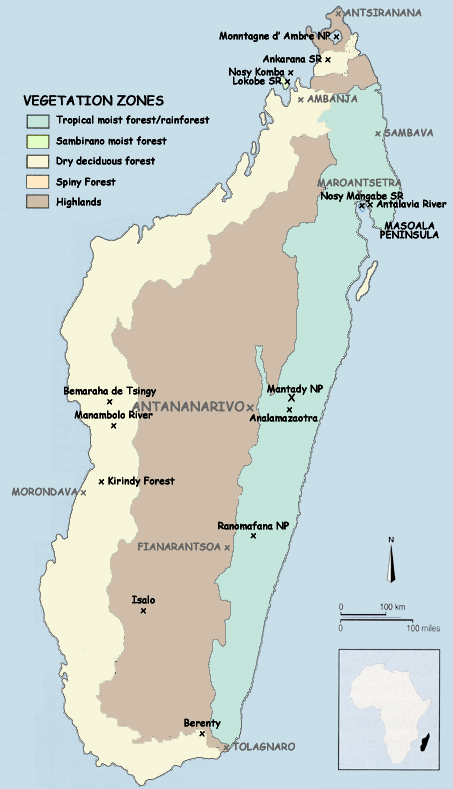 ANTSIRANANA
Monntagne d' Ambre NP
Ankarana SR
Nosy Komba
Lokobe SR
VEGETATION ZONES
Tropical moist forest/rainforest
Sambirano moist forest
Dry deciduous forest
Spiny Forest
Highlands
AMBANJA
SAMBAVA
MAROANTSETRA
Nosy Mangabe SR
Antalavia River
MASOALA
PENINSULA
Bemaraha de Tsingy
Manambolo River
ANTANANARIVO
Mantady NP
Analamazaotra
MORONDAVA
Kirindy Forest
Ranomafana NP
FIANARANTSOA
Isalo
N
0 100 km
0 100 miles
Berenty
TOLAGNARO